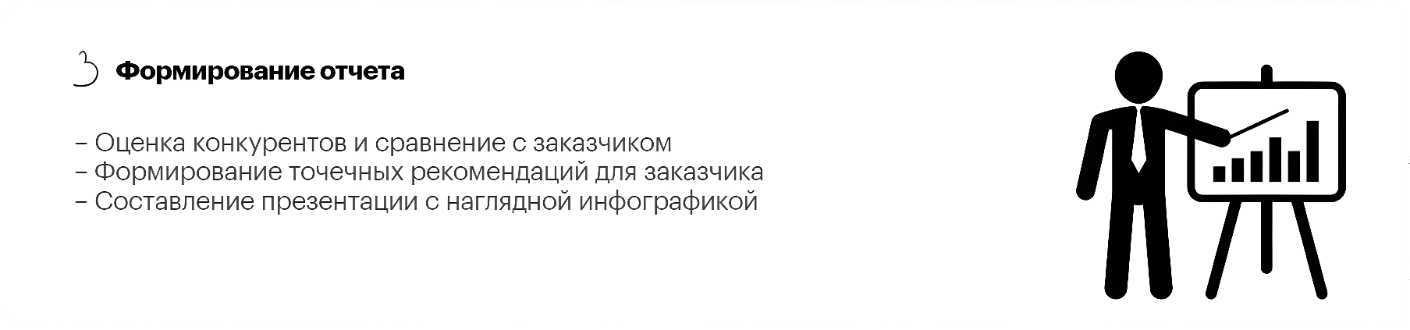 3 Формирование отчета
– Оценка конкурентов и сравнение с заказчиком
– Формирование точечных рекомендаций для заказчика
– Составление презентации с наглядной инфографикой